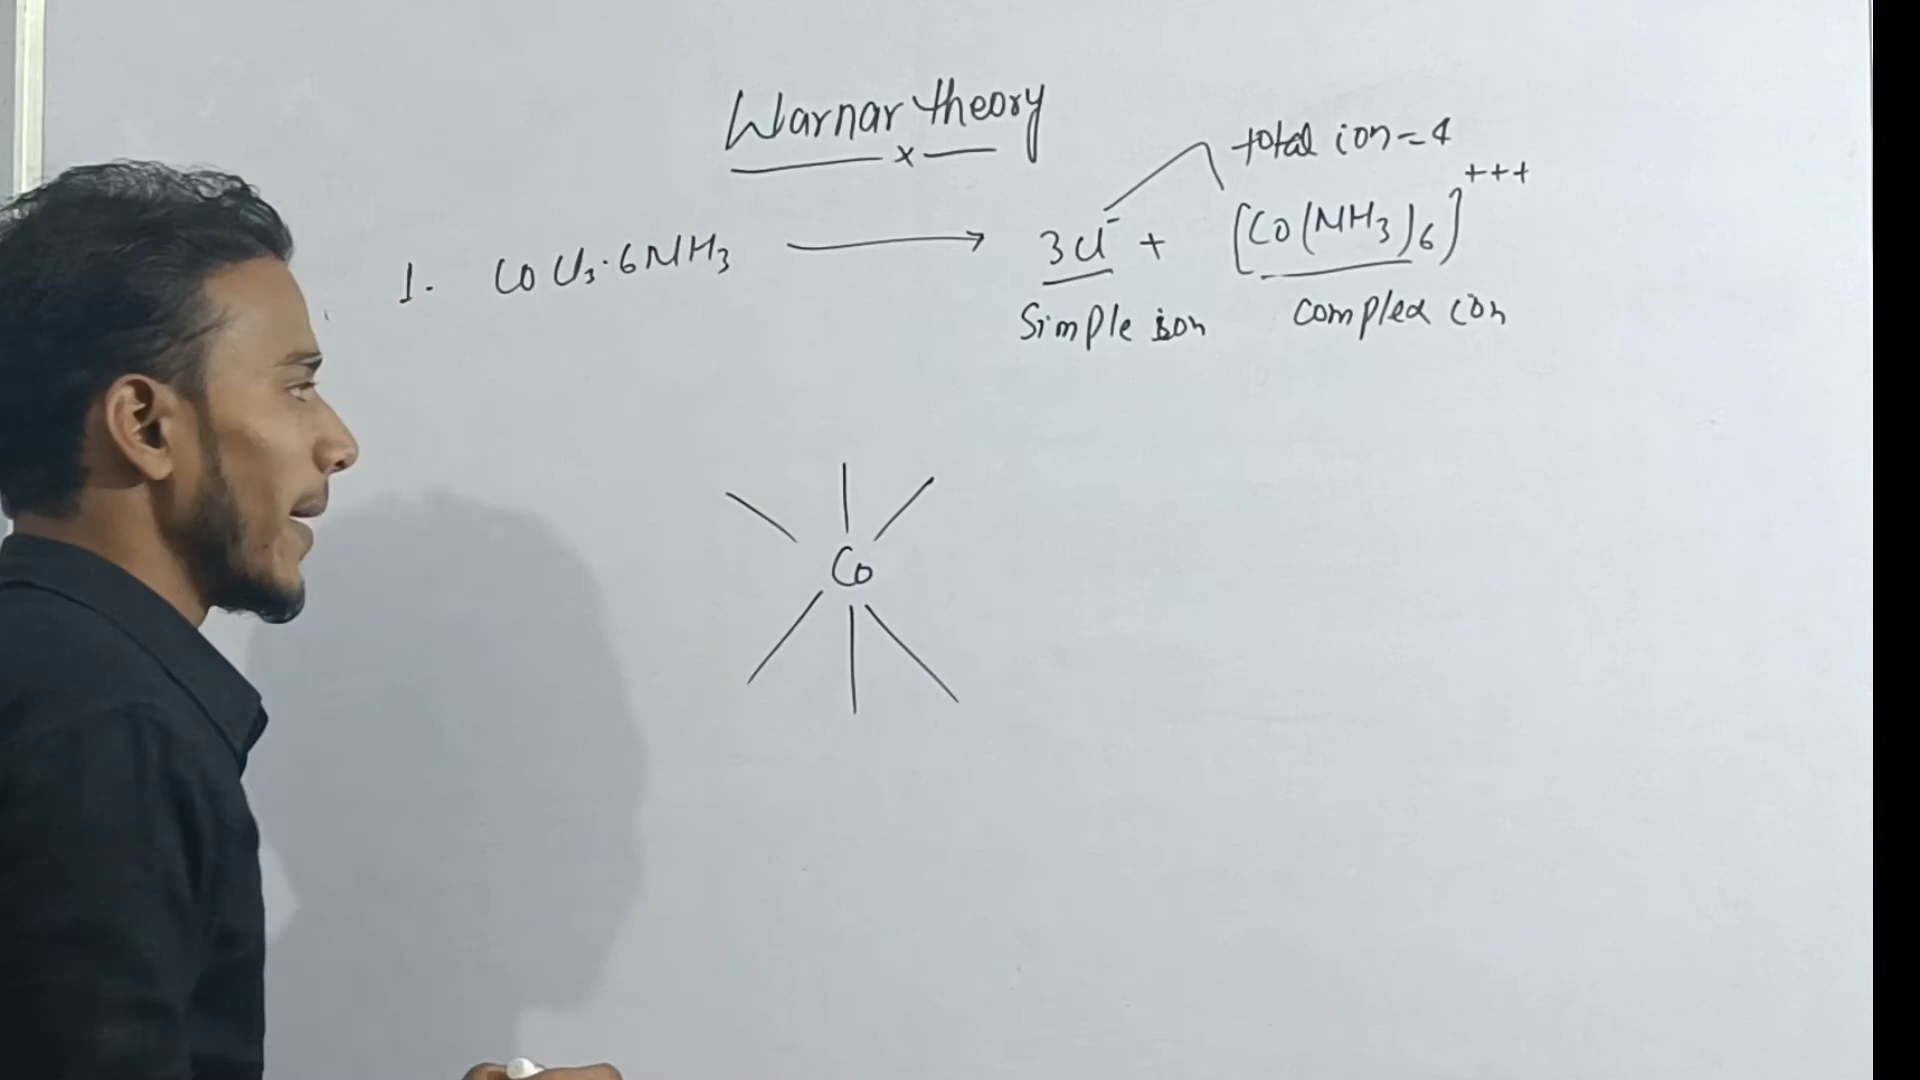 Warnar theory
x
total ion = 4
1. CoCl₃·6NH₃ ⟶ 3Cl⁻ + [Co(NH₃)₆]⁺⁺⁺
Simple ion complex ion
Co